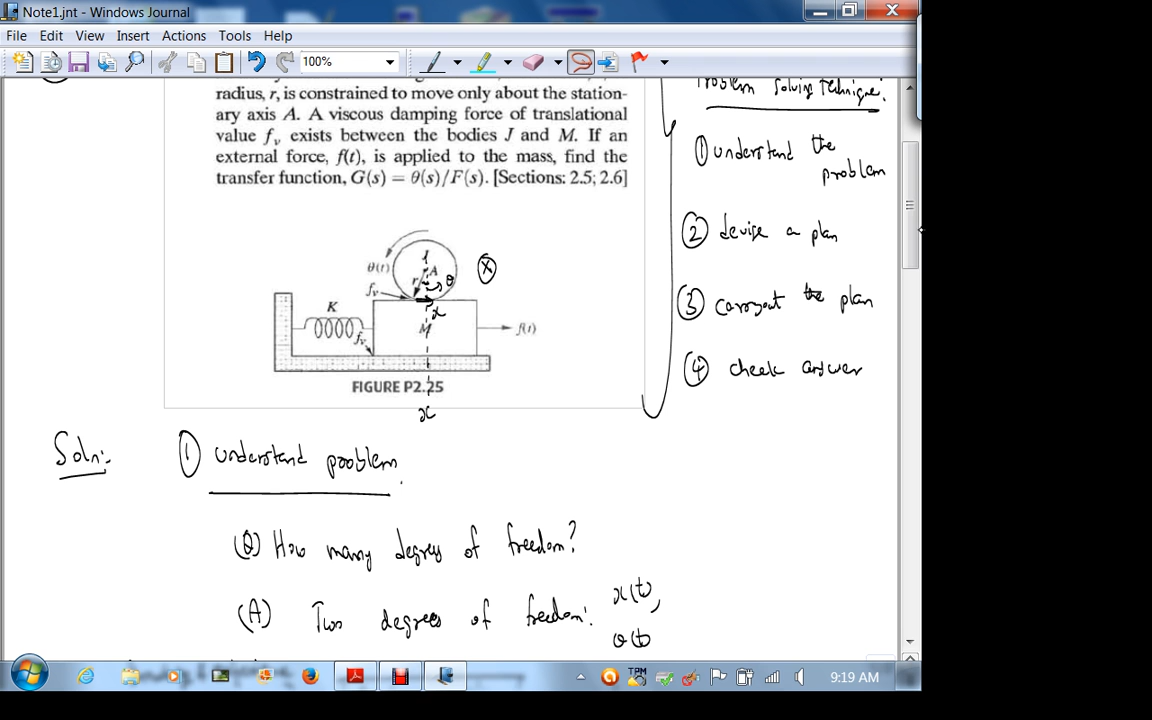 Note1.jnt - Windows Journal
File Edit View Insert Actions Tools Help
100%
radius, r, is constrained to move only about the station-
ary axis A. A viscous damping force of translational
value fv exists between the bodies J and M. If an
external force, f(t), is applied to the mass, find the
transfer function, G(s) = θ(s)/F(s). [Sections: 2.5; 2.6]
Problem Solving Technique:
① understand the
problem
② devise a plan
③ carryout the plan
④ check answer
θ(t)
J
A
r
θ
fv
x
K
fv
M
f(t)
FIGURE P2.25
x
Soln:
① understand problem.
(Q) How many degrees of freedom?
(A) Two degrees of freedom: x(t),
θ(t)
9:19 AM